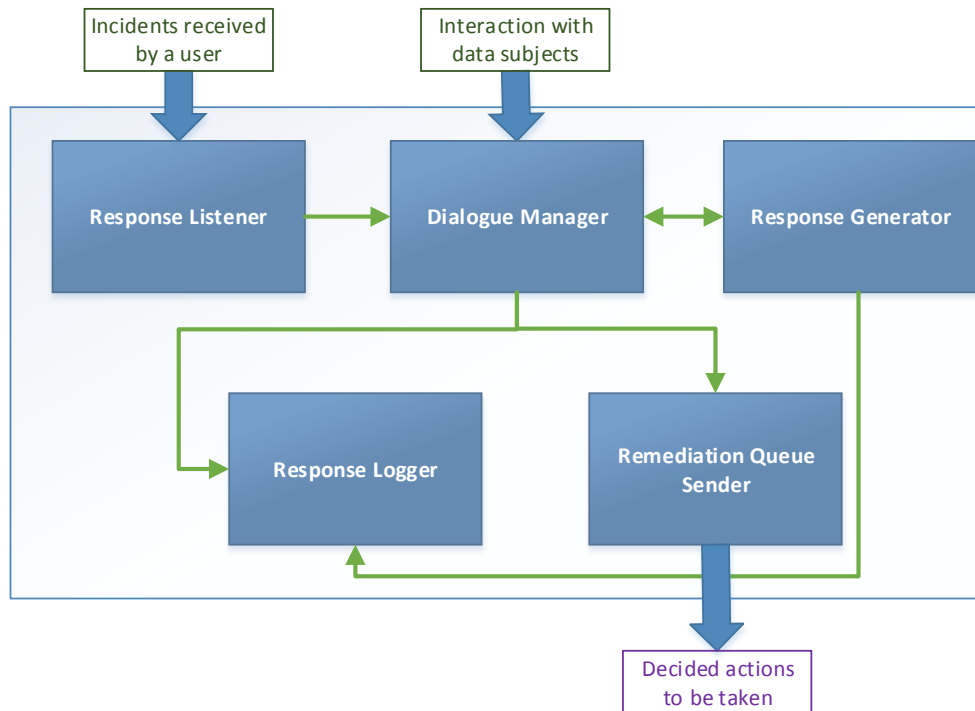 Incidents received
by a user
Interaction with
data subjects
Response Listener
Dialogue Manager
Response Generator
Response Logger
Remediation Queue
Sender
Decided actions
to be taken